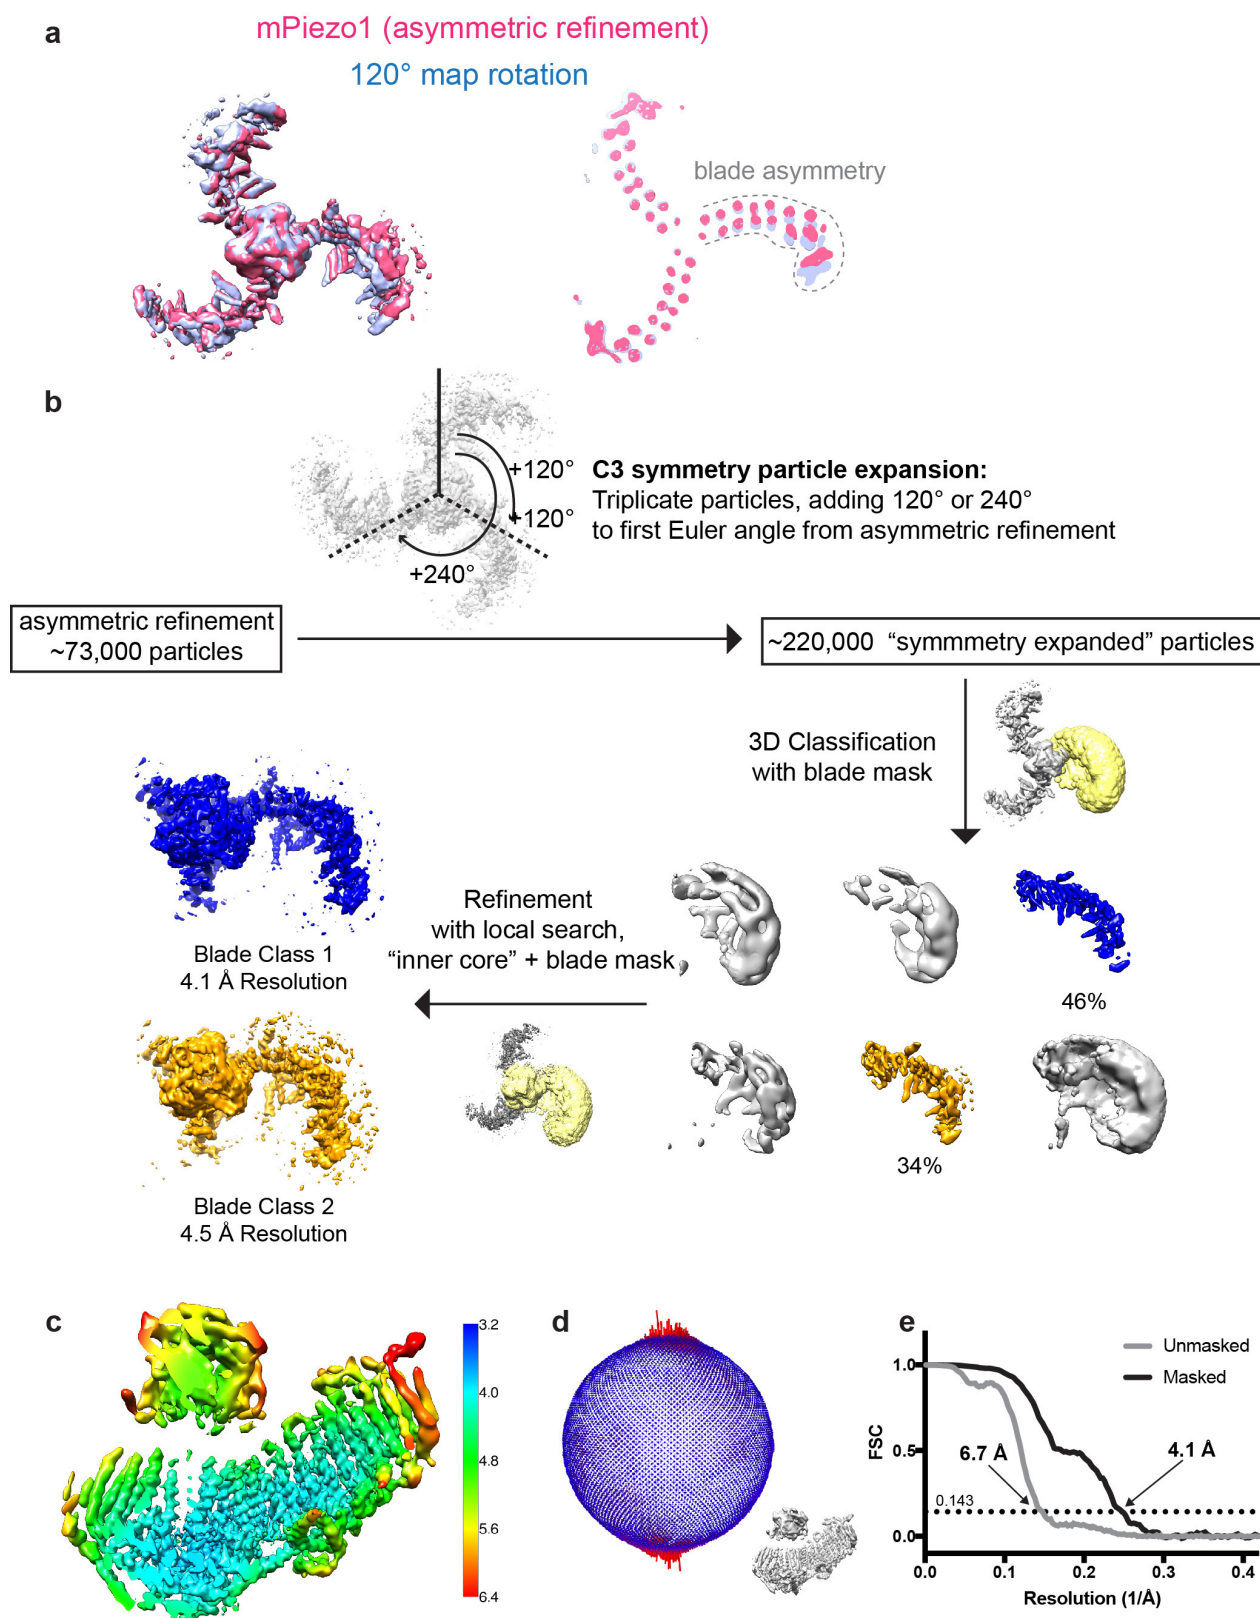 a
mPiezo1 (asymmetric refinement)
120° map rotation
blade asymmetry
b
+120°
+120°
+240°
C3 symmetry particle expansion:
Triplicate particles, adding 120° or 240°
to first Euler angle from asymmetric refinement
asymmetric refinement
~73,000 particles
~220,000 “symmmetry expanded” particles
3D Classification
with blade mask
Refinement
with local search,
“inner core” + blade mask
Blade Class 1
4.1 Å Resolution
46%
34%
Blade Class 2
4.5 Å Resolution
c
3.2
4.0
4.8
5.6
6.4
d
e
Unmasked
Masked
1.0
0.5
0.0
FSC
6.7 Å
4.1 Å
0.143
0.0
0.1
0.2
0.3
0.4
Resolution (1/Å)